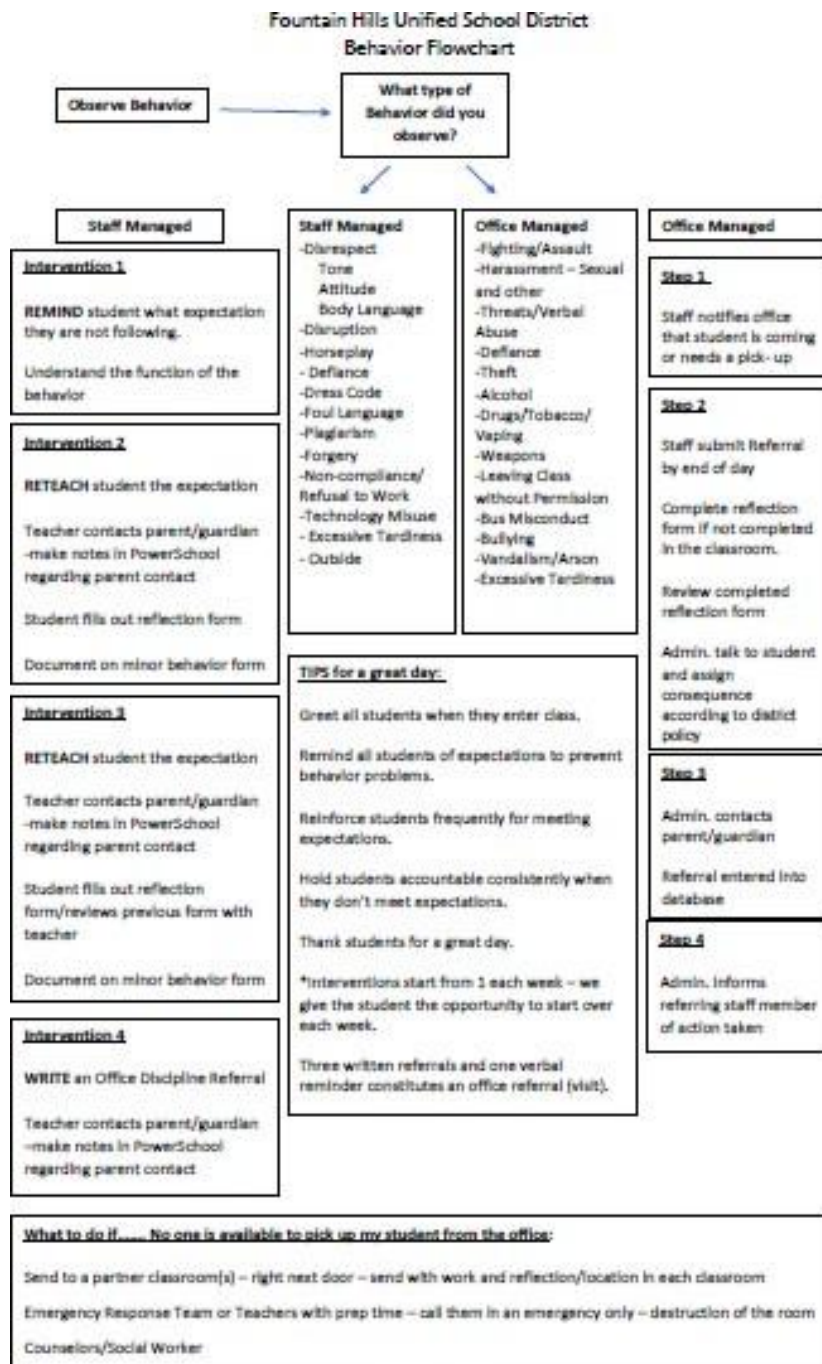 Fountain Hills Unified School District
Behavior Flowchart
Observe Behavior
What type of
Behavior did you
observe?
Staff Managed
Intervention 1
REMIND student what expectation
they are not following.
Understand the function of the
behavior
Intervention 2
RETEACH student the expectation
Teacher contacts parent/guardian
-make notes in PowerSchool
regarding parent contact
Student fills out reflection form
Document on minor behavior form
Intervention 3
RETEACH student the expectation
Teacher contacts parent/guardian
-make notes in PowerSchool
regarding parent contact
Student fills out reflection
form/reviews previous form with
teacher
Document on minor behavior form
Intervention 4
WRITE an Office Discipline Referral
Teacher contacts parent/guardian
–make notes in PowerSchool
regarding parent contact
Staff Managed
-Disrespect
Tone
Attitude
Body Language
-Disruption
-Horseplay
- Defiance
-Dress Code
-Foul Language
-Plagiarism
-Forgery
-Non-compliance/
Refusal to Work
-Technology Misuse
- Excessive Tardiness
- Outside
Office Managed
-Fighting/Assault
-Harassment – Sexual
and other
-Threats/Verbal
Abuse
-Defiance
-Theft
-Alcohol
-Drugs/Tobacco/
Vaping
-Weapons
-Leaving Class
without Permission
-Bus Misconduct
-Bullying
-Vandalism/Arson
-Excessive Tardiness
TIPS for a great day:
Greet all students when they enter class.
Remind all students of expectations to prevent
behavior problems.
Reinforce students frequently for meeting
expectations.
Hold students accountable consistently when
they don't meet expectations.
Thank students for a great day.
*Interventions start from 1 each week – we
give the student the opportunity to start over
each week.
Three written referrals and one verbal
reminder constitutes an office referral (visit).
Office Managed
Step 1
Staff notifies office
that student is coming
or needs a pick- up
Step 2
Staff submit Referral
by end of day
Complete reflection
form if not completed
in the classroom.
Review completed
reflection form
Admin. talk to student
and assign
consequence
according to district
policy
Step 3
Admin. contacts
parent/guardian
Referral entered into
database
Step 4
Admin. informs
referring staff member
of action taken
What to do if....... No one is available to pick up my student from the office:
Send to a partner classroom(s) – right next door – send with work and reflection/location in each classroom
Emergency Response Team or Teachers with prep time – call them in an emergency only – destruction of the room
Counselors/Social Worker